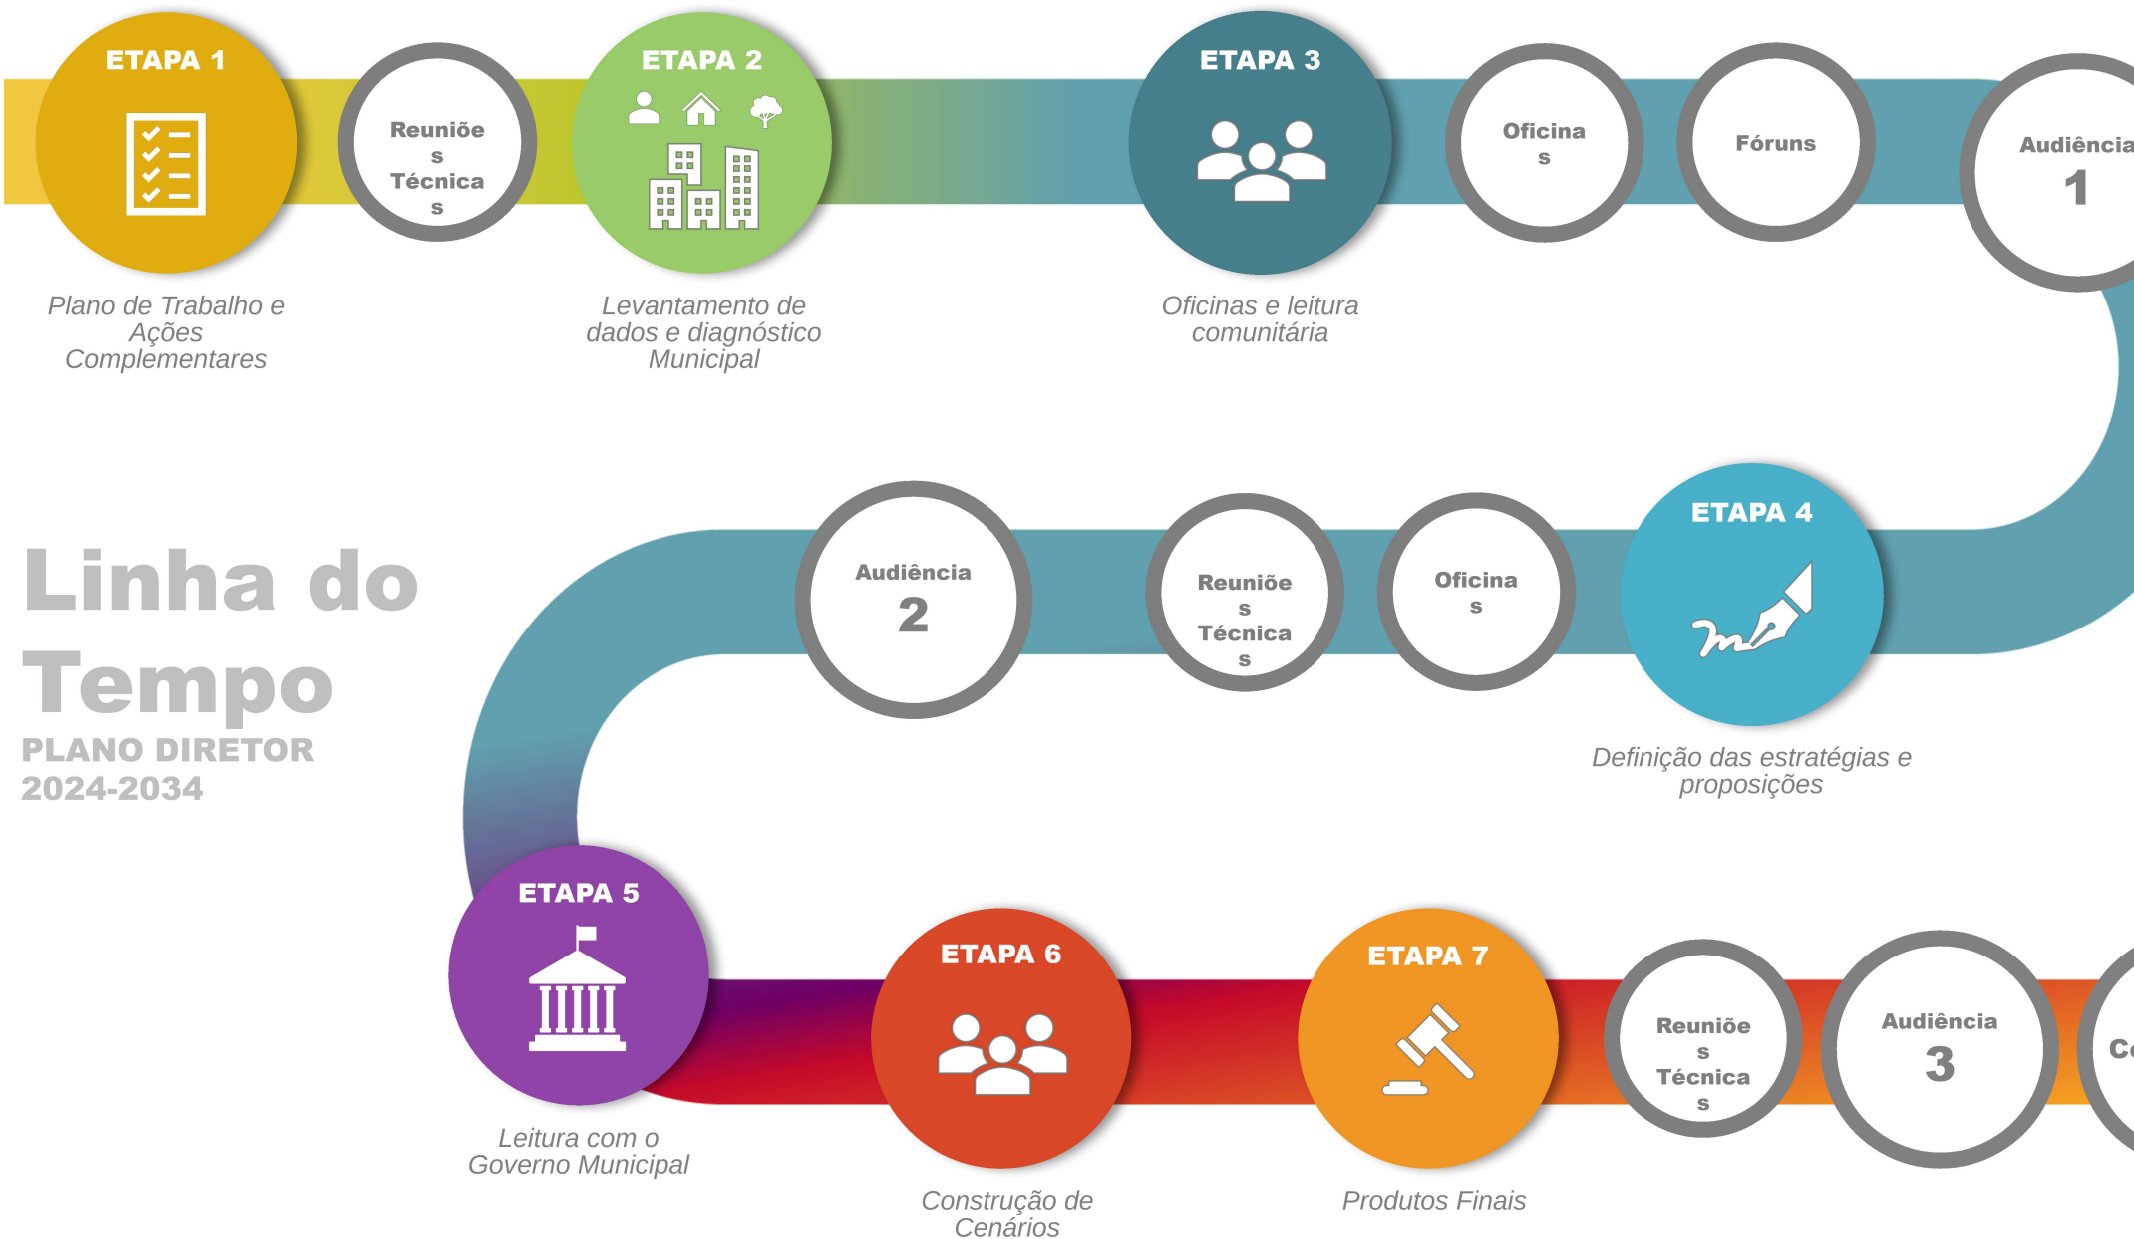 ETAPA 1
Reuniõe
s
Técnica
s
ETAPA 2
ETAPA 3
Oficina
s
Fóruns
Audiência
1
Plano de Trabalho e
Ações
Complementares
Levantamento de
dados e diagnóstico
Municipal
Oficinas e leitura
comunitária
Linha do
Tempo
PLANO DIRETOR
2024-2034
Audiência
2
Reuniõe
s
Técnica
s
Oficina
s
ETAPA 4
Definição das estratégias e
proposições
ETAPA 5
Leitura com o
Governo Municipal
ETAPA 6
Construção de
Cenários
ETAPA 7
Produtos Finais
Reuniõe
s
Técnica
s
Audiência
3